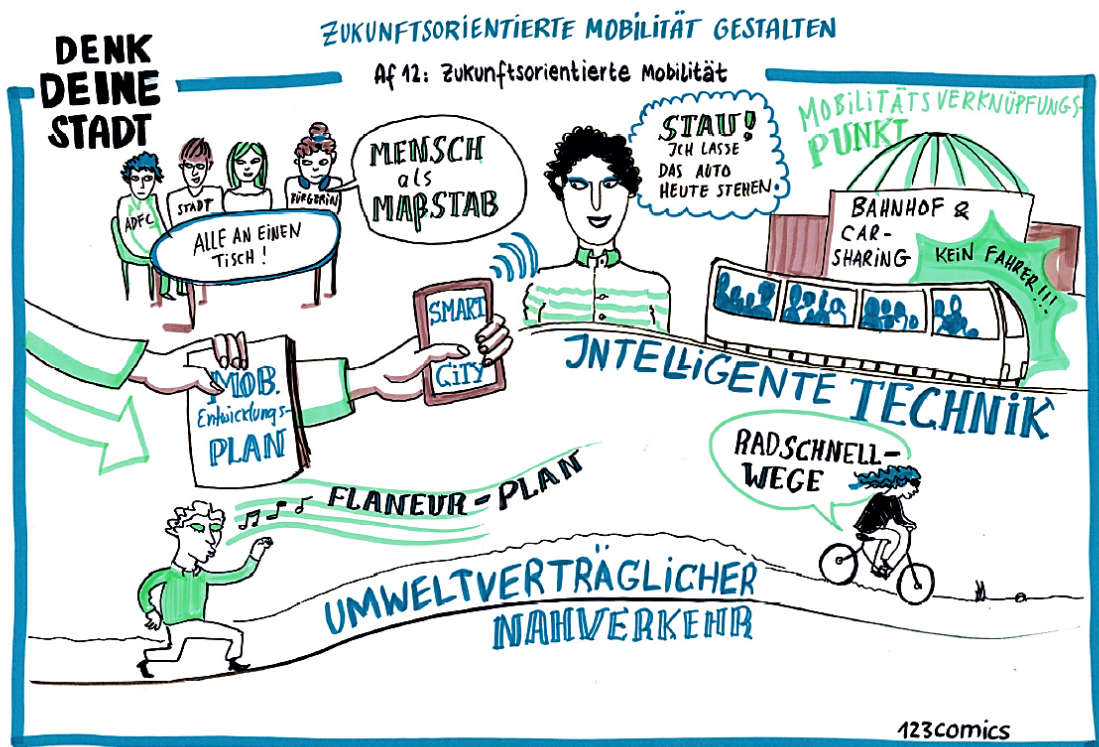 ZUKUNFTSORIENTIERTE MOBILITÄT GESTALTEN
Af 12: Zukunftsorientierte Mobilität
DENK
DEINE
STADT
ADFC
STADT
BÜRGERIN
ALLE AN EINEN
TISCH!
MENSCH
als
MAßSTAB
STAU!
ICH LASSE
DAS AUTO
HEUTE STEHEN.
MOBILITÄTSVERKNÜPFUNGS-
PUNKT
BAHNHOF &
CAR-
SHARING
KEIN FAHRER!!!
SMART
CITY
MOB.
Entwicklungs-
PLAN
INTELLIGENTE TECHNIK
RADSCHNELL-
WEGE
FLANEUR-PLAN
UMWELTVERTRÄGLICHER
NAHVERKEHR
123comics